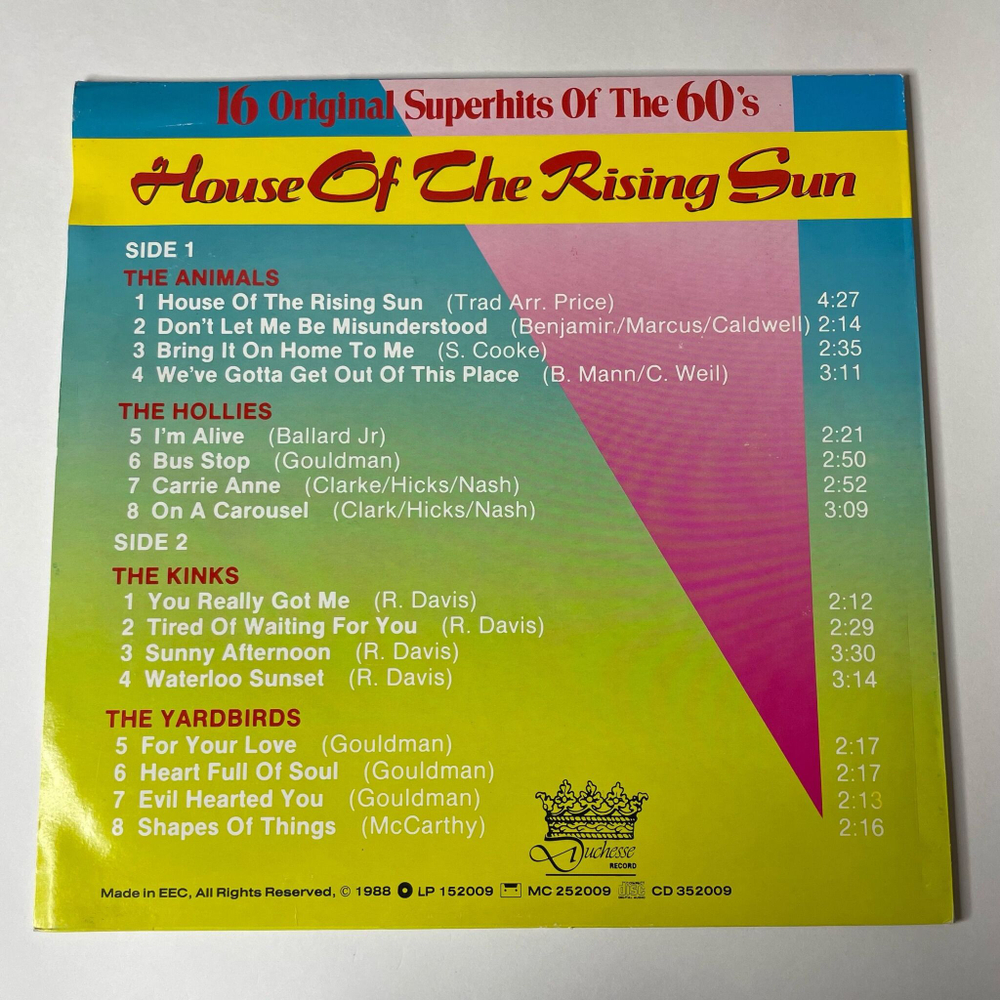 16 Original Superhits Of The 60's
House Of The Rising Sun
SIDE 1
THE ANIMALS
1 House Of The Rising Sun (Trad Arr. Price) 4:27
2 Don't Let Me Be Misunderstood (Benjamin/Marcus/Caldwell) 2:14
3 Bring It On Home To Me (S. Cooke) 2:35
4 We've Gotta Get Out Of This Place (B. Mann/C. Weil) 3:11
THE HOLLIES
5 I'm Alive (Ballard Jr) 2:21
6 Bus Stop (Gouldman) 2:50
7 Carrie Anne (Clarke/Hicks/Nash) 2:52
8 On A Carousel (Clark/Hicks/Nash) 3:09
SIDE 2
THE KINKS
1 You Really Got Me (R. Davis) 2:12
2 Tired Of Waiting For You (R. Davis) 2:29
3 Sunny Afternoon (R. Davis) 3:30
4 Waterloo Sunset (R. Davis) 3:14
THE YARDBIRDS
5 For Your Love (Gouldman) 2:17
6 Heart Full Of Soul (Gouldman) 2:17
7 Evil Hearted You (Gouldman) 2:13
8 Shapes Of Things (McCarthy) 2:16
Duchesse
RECORD
Made in EEC, All Rights Reserved, © 1988 LP 152009 MC 252009 disc CD 352009